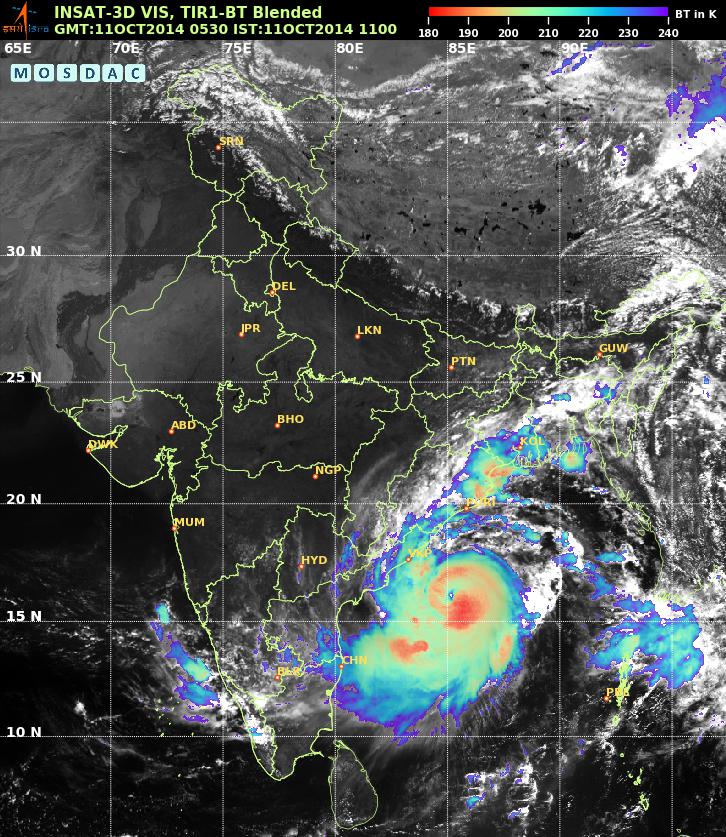 INSAT-3D VIS, TIR1-BT Blended
GMT:11OCT2014 0530 IST:11OCT2014 1100
BT in K
180 190 200 210 220 230 240
65E 70E 75E 80E 85E 90E
MOSDAC
SRN
30 N
DEL
JPR
LKN
GUW
PTN
25 N
BHO
ABD
KOL
DWK
NGP
20 N
MUM
VKP
HYD
15 N
CHN
PBL
10 N